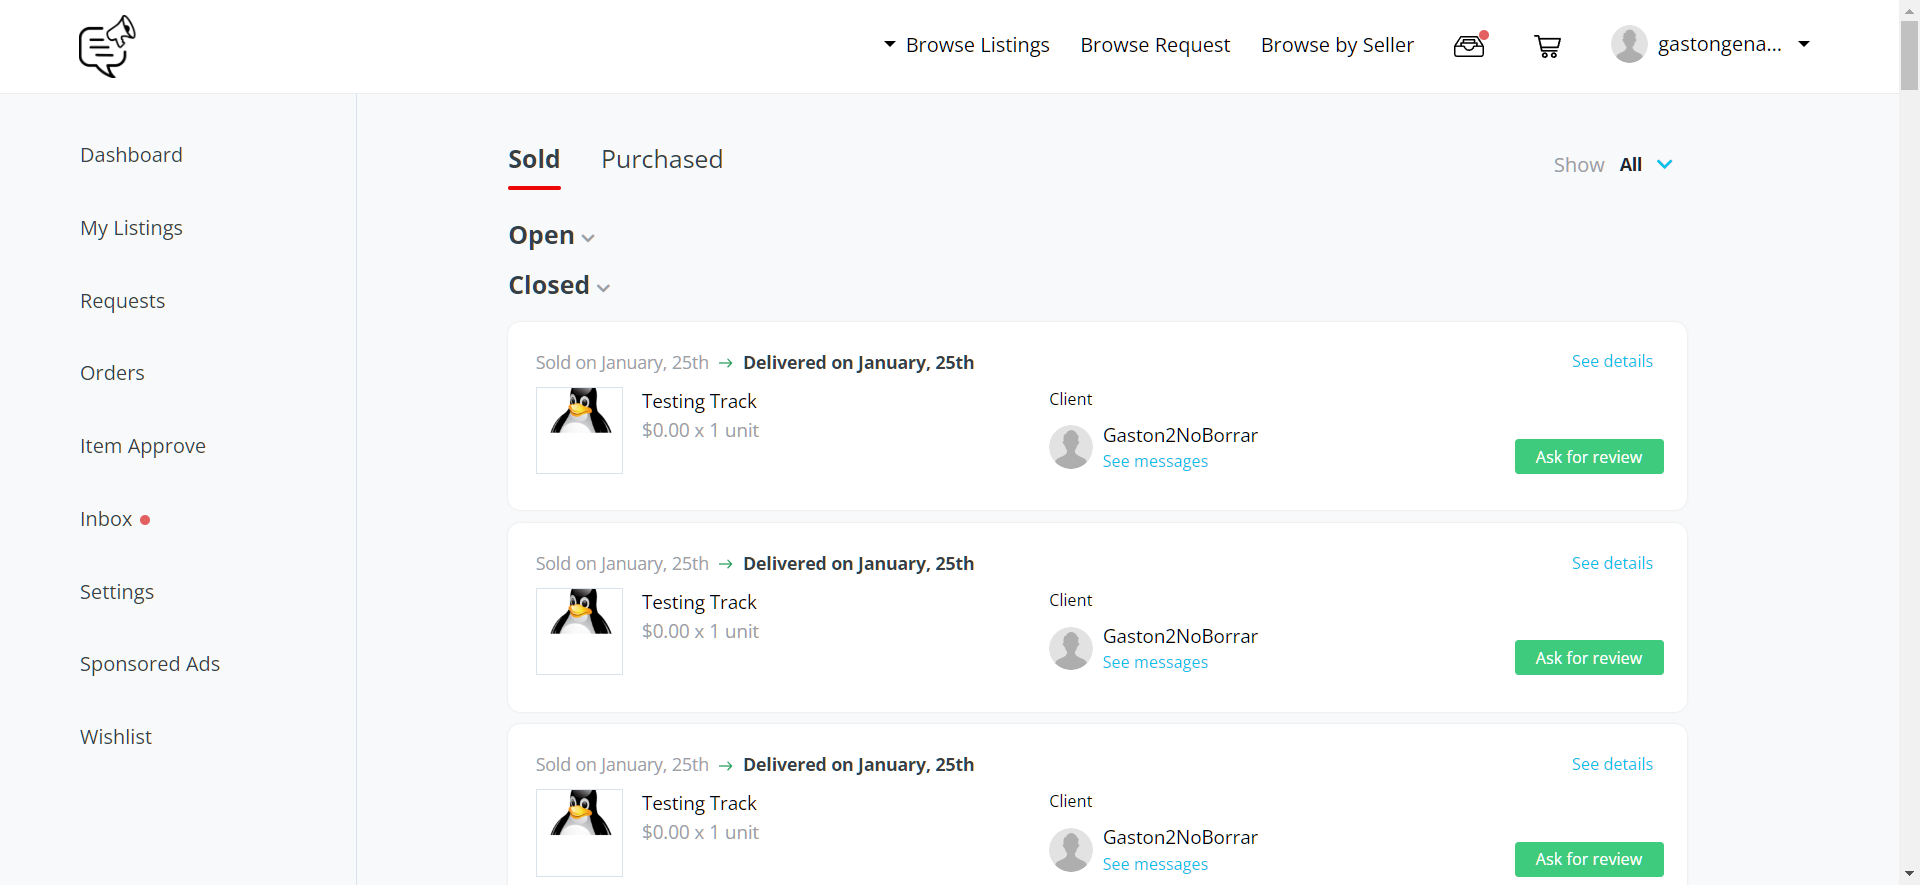 Browse Listings
Browse Request
Browse by Seller
gastongena...
Dashboard
My Listings
Requests
Orders
Item Approve
Inbox
Settings
Sponsored Ads
Wishlist
Sold
Purchased
Show All
Open
Closed
Sold on January, 25th → Delivered on January, 25th
See details
Testing Track
$0.00 x 1 unit
Client
Gaston2NoBorrar
See messages
Ask for review
Sold on January, 25th → Delivered on January, 25th
See details
Testing Track
$0.00 x 1 unit
Client
Gaston2NoBorrar
See messages
Ask for review
Sold on January, 25th → Delivered on January, 25th
See details
Testing Track
$0.00 x 1 unit
Client
Gaston2NoBorrar
See messages
Ask for review